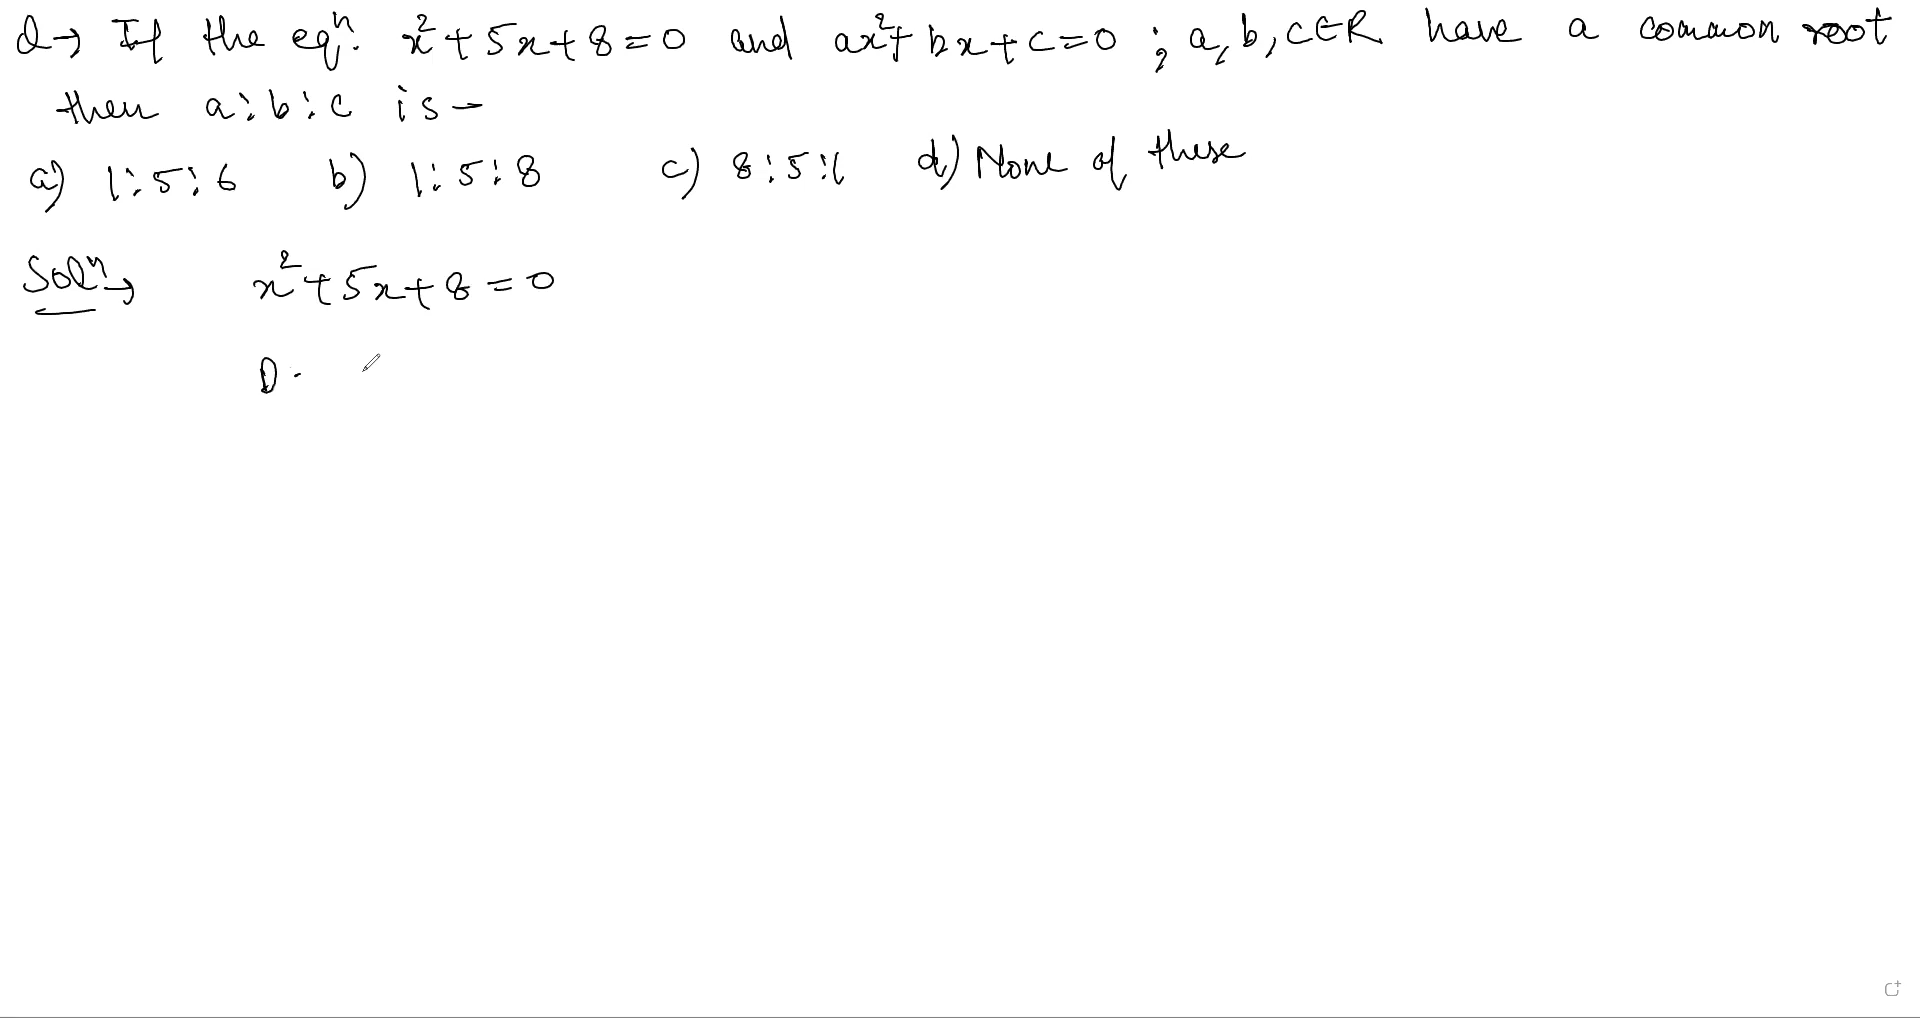 Q→ If the eqⁿ. x²+5x+8=0 and ax²+bx+c=0 ; a,b,c∈R have a common root
then a:b:c is –
a) 1:5:6 b) 1:5:8 c) 8:5:1 d) None of these
Solⁿ→ x²+5x+8=0
D